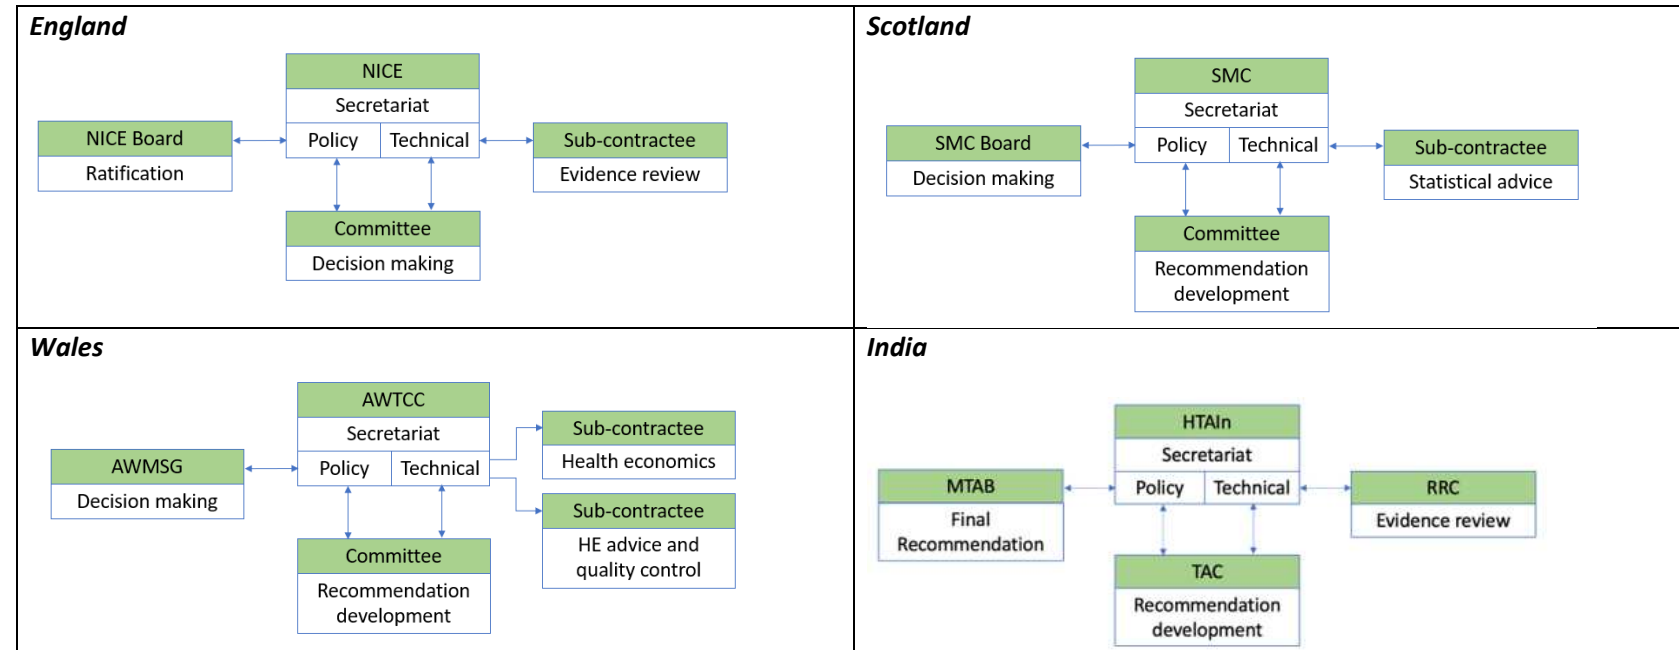 England
NICE
Secretariat
Policy
Technical
NICE Board
Ratification
Sub-contractee
Evidence review
Committee
Decision making
Scotland
SMC
Secretariat
Policy
Technical
SMC Board
Decision making
Sub-contractee
Statistical advice
Committee
Recommendation
development
Wales
AWTCC
Secretariat
Policy
Technical
AWMSG
Decision making
Sub-contractee
Health economics
Sub-contractee
HE advice and
quality control
Committee
Recommendation
development
India
HTAIn
Secretariat
Policy
Technical
MTAB
Final
Recommendation
RRC
Evidence review
TAC
Recommendation
development